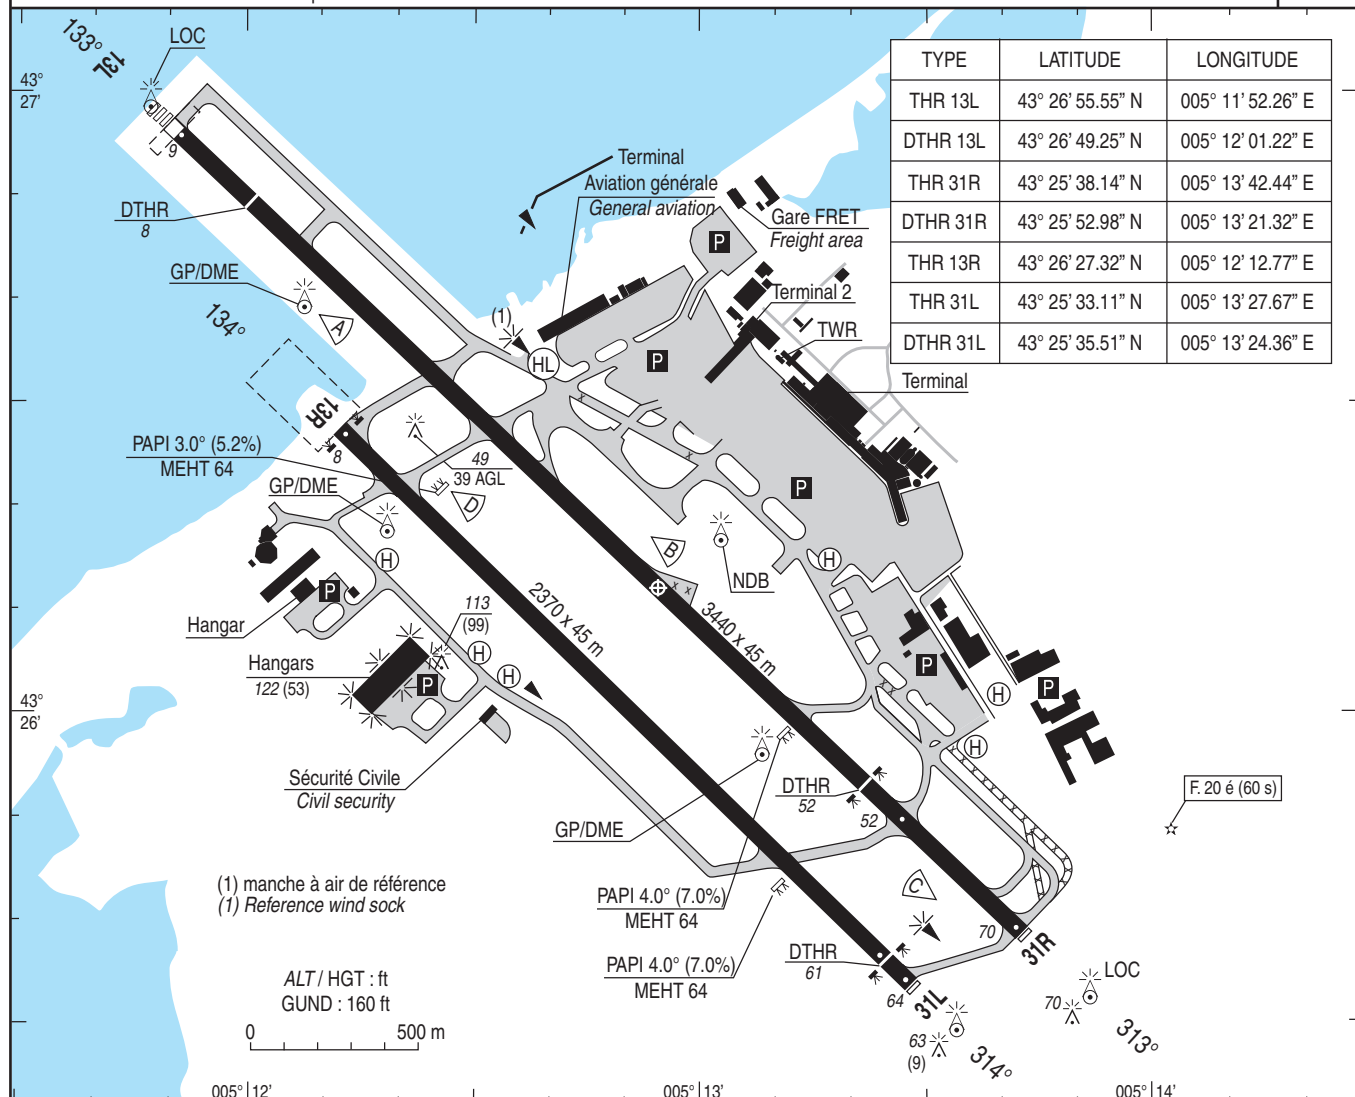 133°
13L
LOC
43°
27'
9
DTHR
8
GP/DME
134°
A
Terminal
Aviation générale
General aviation
Gare FRET
Freight area
P
Terminal 2
TWR
Terminal
(1)
HL
P
P
TYPE LATITUDE LONGITUDE
THR 13L 43° 26' 55.55" N 005° 11' 52.26" E
DTHR 13L 43° 26' 49.25" N 005° 12' 01.22" E
THR 31R 43° 25' 38.14" N 005° 13' 42.44" E
DTHR 31R 43° 25' 52.98" N 005° 13' 21.32" E
THR 13R 43° 26' 27.32" N 005° 12' 12.77" E
THR 31L 43° 25' 33.11" N 005° 13' 27.67" E
DTHR 31L 43° 25' 35.51" N 005° 13' 24.36" E
13R
8
PAPI 3.0° (5.2%)
MEHT 64
49
39 AGL
GP/DME
D
B
NDB
H
H
P
Hangar
2370 x 45 m
3440 x 45 m
113
(99)
H
H
Hangars
122 (53)
P
P
H
P
H
43°
26'
Sécurité Civile
Civil security
DTHR
52
52
GP/DME
F. 20 é (60 s)
(1) manche à air de référence
(1) Reference wind sock
PAPI 4.0° (7.0%)
MEHT 64
C
70
31R
PAPI 4.0° (7.0%)
MEHT 64
DTHR
61
64
31L
LOC
70
313°
63
(9)
314°
ALT / HGT : ft
GUND : 160 ft
0 500 m
005° 12' 005° 13' 005° 14'